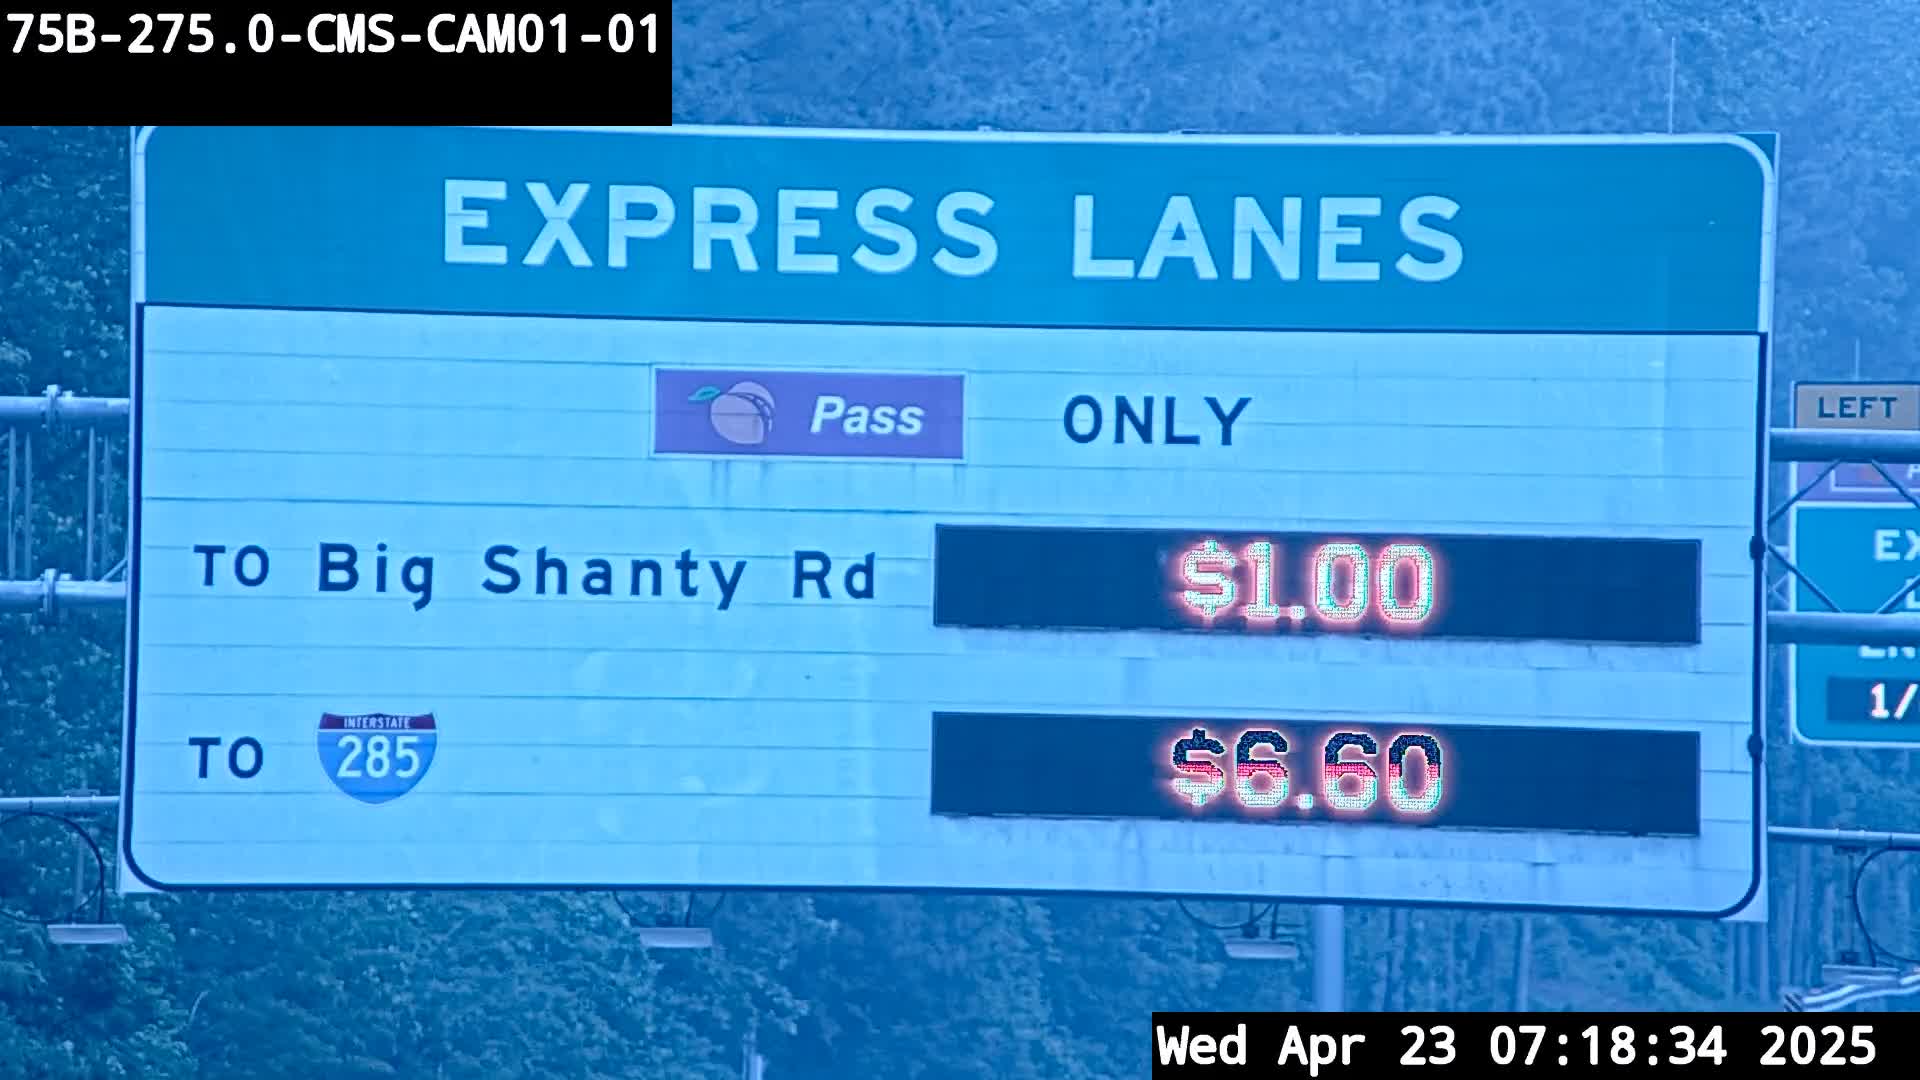 75B-275.0-CMS-CAM01-01
EXPRESS LANES
Pass ONLY
TO Big Shanty Rd $1.00
TO INTERSTATE 285 $6.60
LEFT
1/
Wed Apr 23 07:18:34 2025